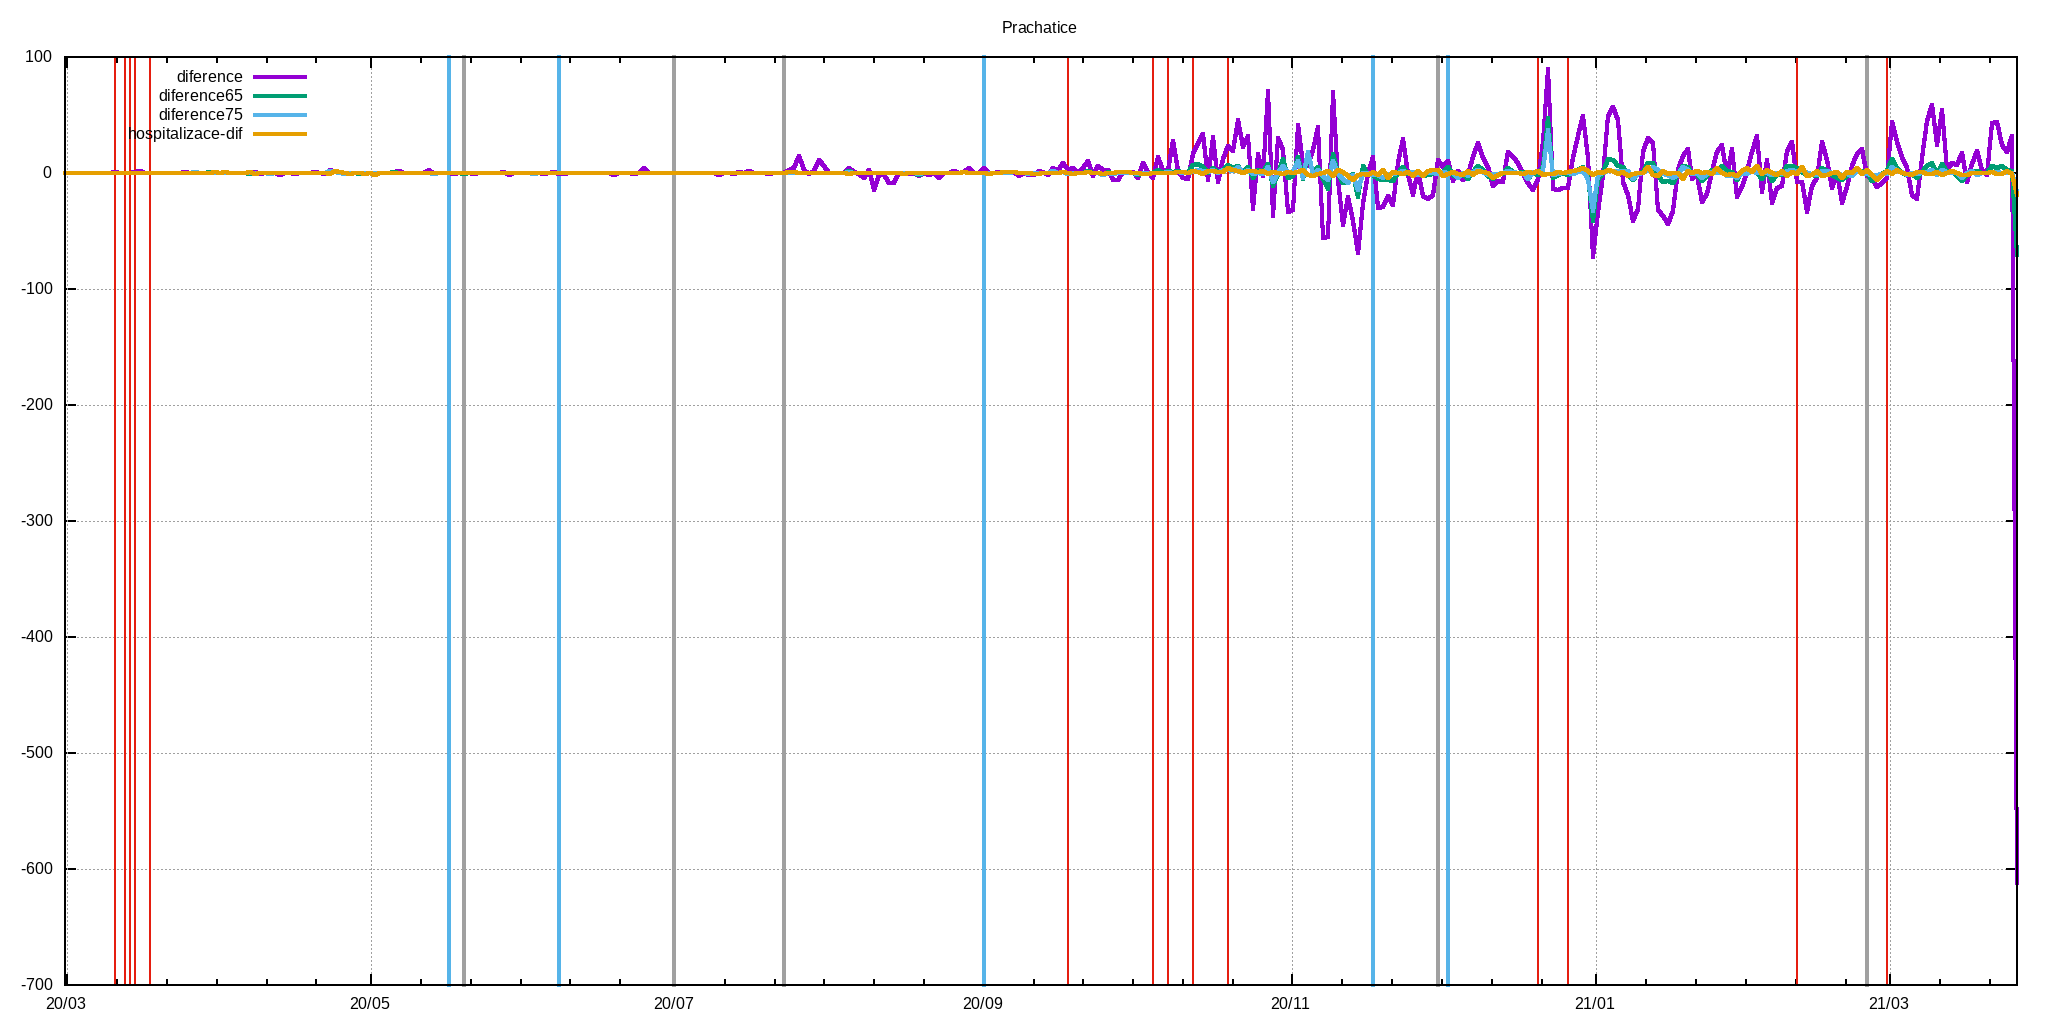 Prachatice
100
diference
diference65
diference75
hospitalizace-dif
0
-100
-200
-300
-400
-500
-600
-700
20/03 20/05 20/07 20/09 20/11 21/01 21/03